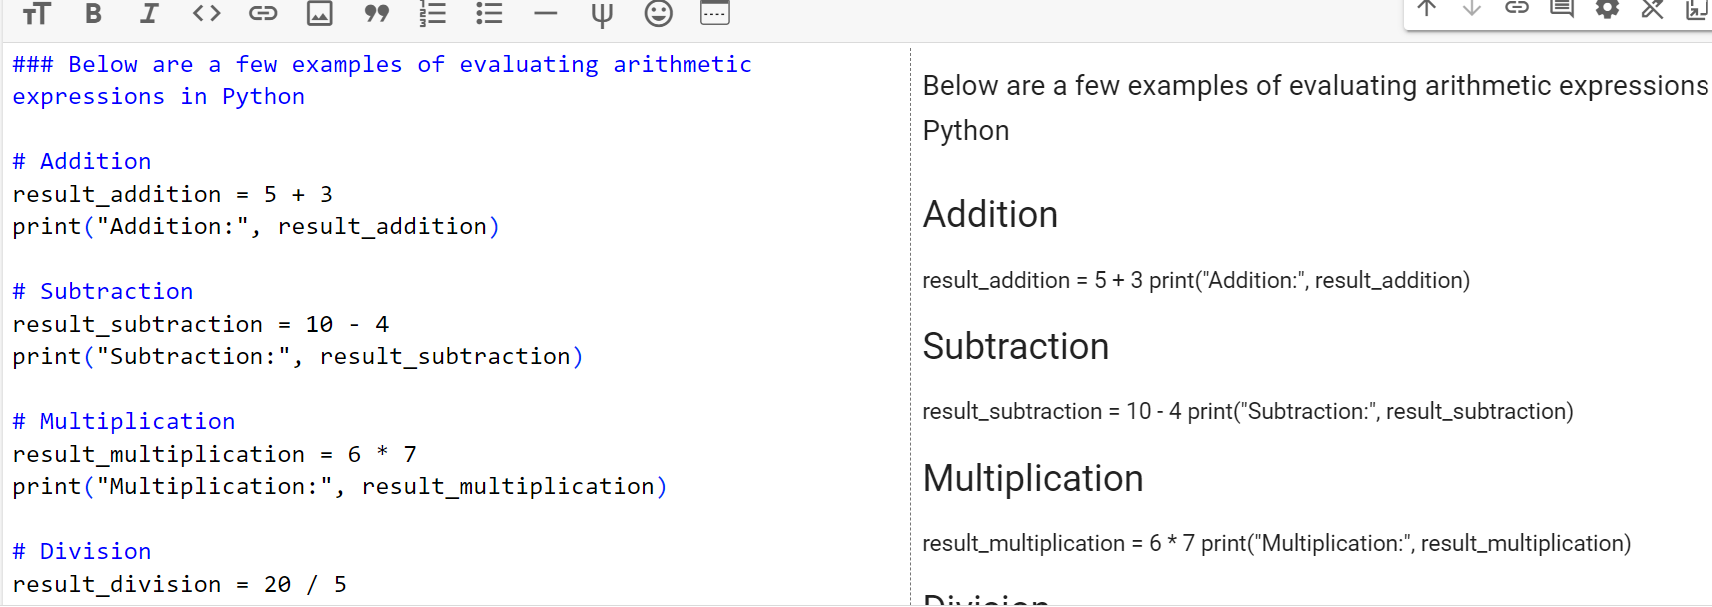 ### Below are a few examples of evaluating arithmetic
expressions in Python
# Addition
result_addition = 5 + 3
print("Addition:", result_addition)
# Subtraction
result_subtraction = 10 - 4
print("Subtraction:", result_subtraction)
# Multiplication
result_multiplication = 6 * 7
print("Multiplication:", result_multiplication)
# Division
result_division = 20 / 5
Below are a few examples of evaluating arithmetic expressions
Python
Addition
result_addition = 5 + 3 print("Addition:", result_addition)
Subtraction
result_subtraction = 10 - 4 print("Subtraction:", result_subtraction)
Multiplication
result_multiplication = 6 * 7 print("Multiplication:", result_multiplication)
Division